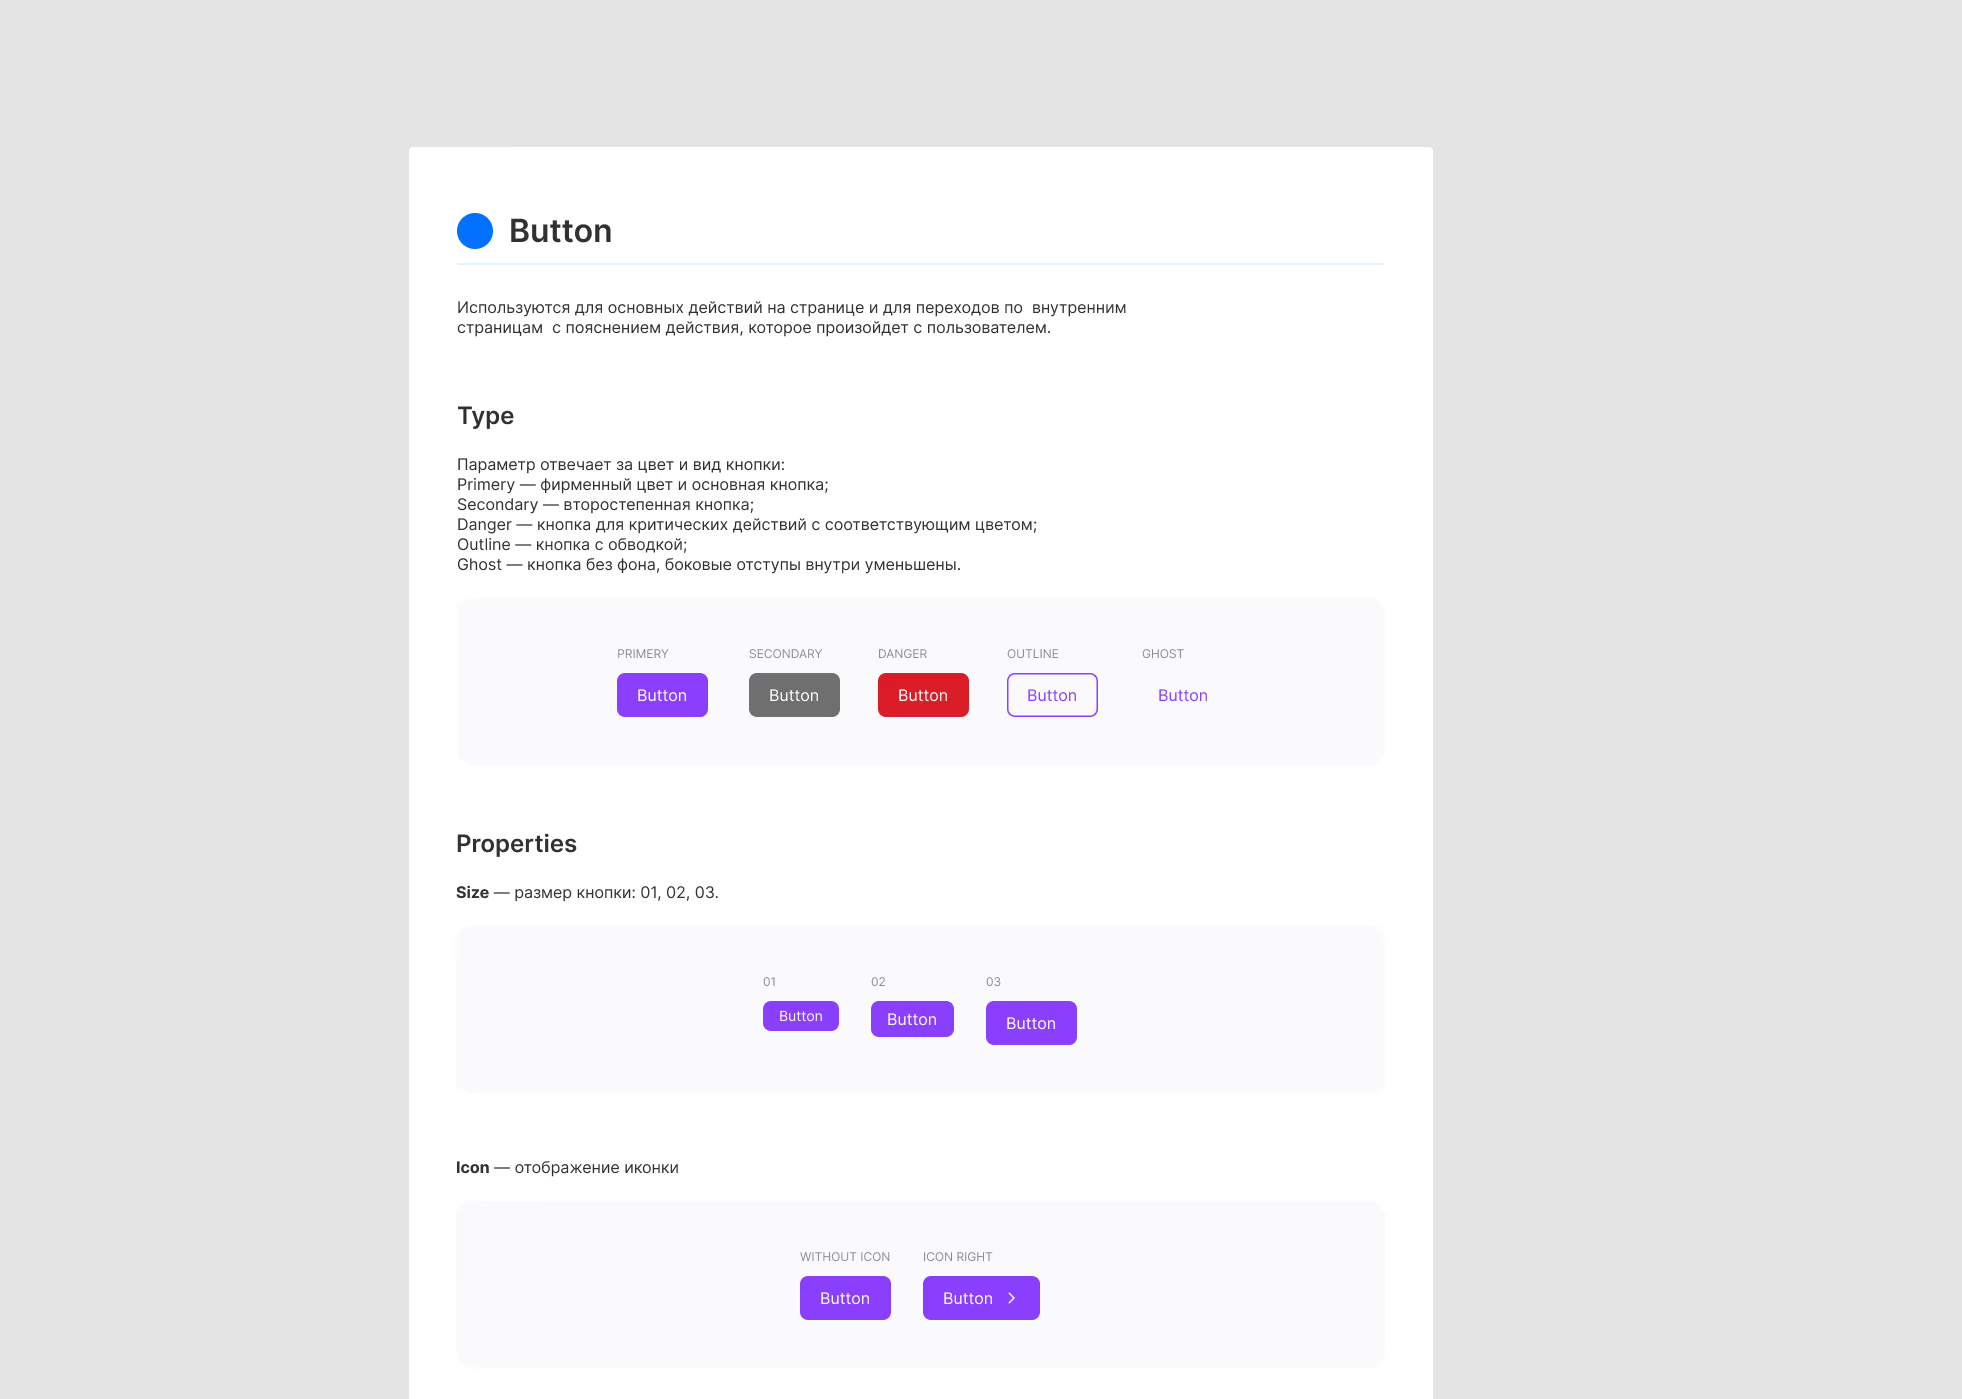 Button
Используются для основных действий на странице и для переходов по  внутренним
страницам  с пояснением действия, которое произойдет с пользователем.
Type
Параметр отвечает за цвет и вид кнопки:
Primery — фирменный цвет и основная кнопка;
Secondary — второстепенная кнопка;
Danger — кнопка для критических действий с соответствующим цветом;
Outline — кнопка с обводкой;
Ghost — кнопка без фона, боковые отступы внутри уменьшены.
PRIMERY SECONDARY DANGER OUTLINE GHOST
Button Button Button Button Button
Properties
Size — размер кнопки: 01, 02, 03.
01 02 03
Button Button Button
Icon — отображение иконки
WITHOUT ICON ICON RIGHT
Button Button